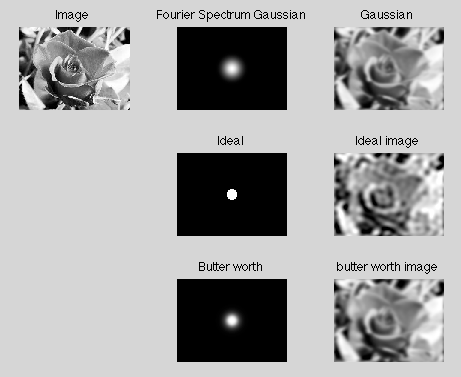 Image
Fourier Spectrum Gaussian
Gaussian
Ideal
Ideal image
Butter worth
butter worth image